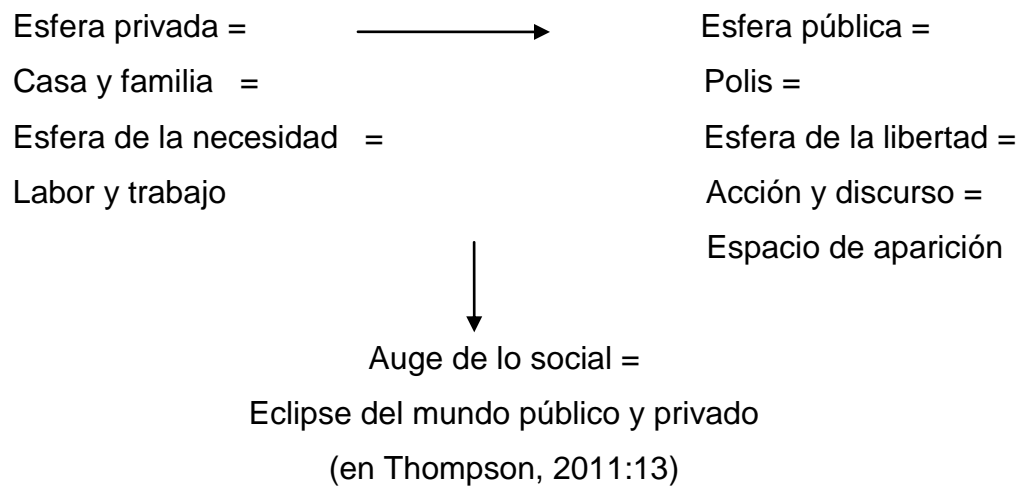 Esfera privada = Esfera pública =
Casa y familia = Polis =
Esfera de la necesidad = Esfera de la libertad =
Labor y trabajo Acción y discurso =
Espacio de aparición
Auge de lo social =
Eclipse del mundo público y privado
(en Thompson, 2011:13)